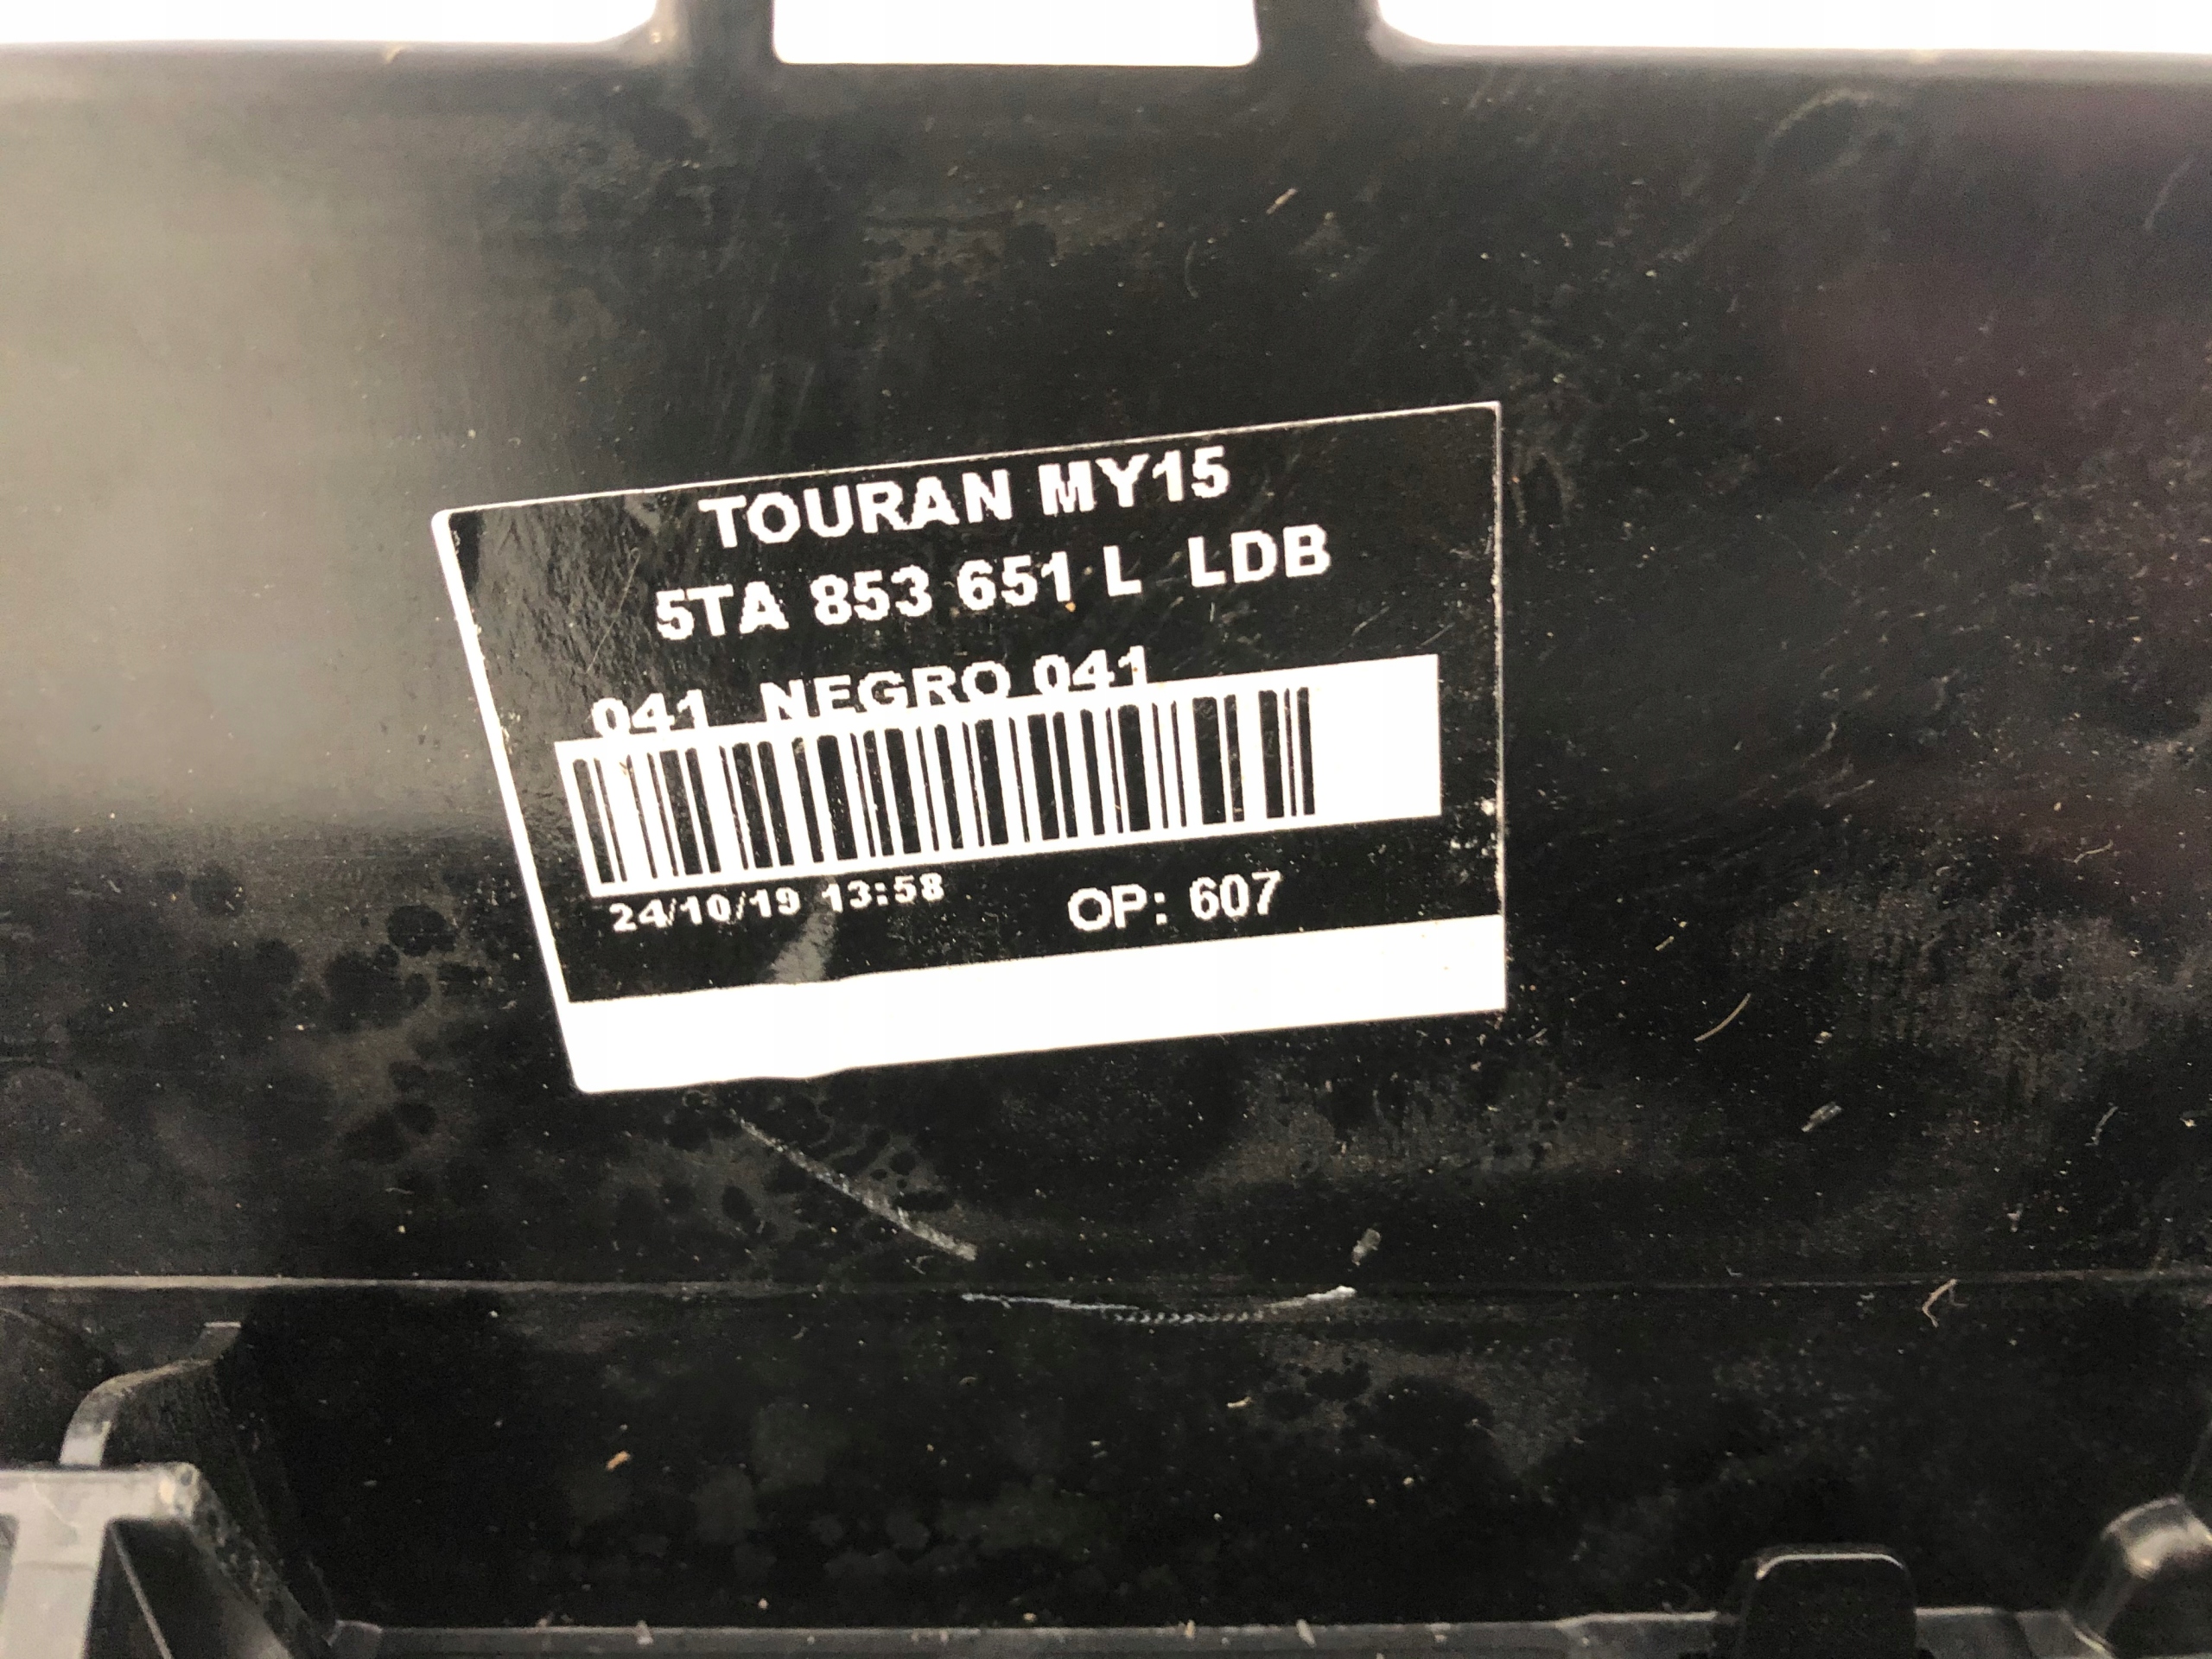 TOURAN MY15
5TA 853 651 L LDB
041 NEGRO 041
24/10/19 13:58 OP: 607